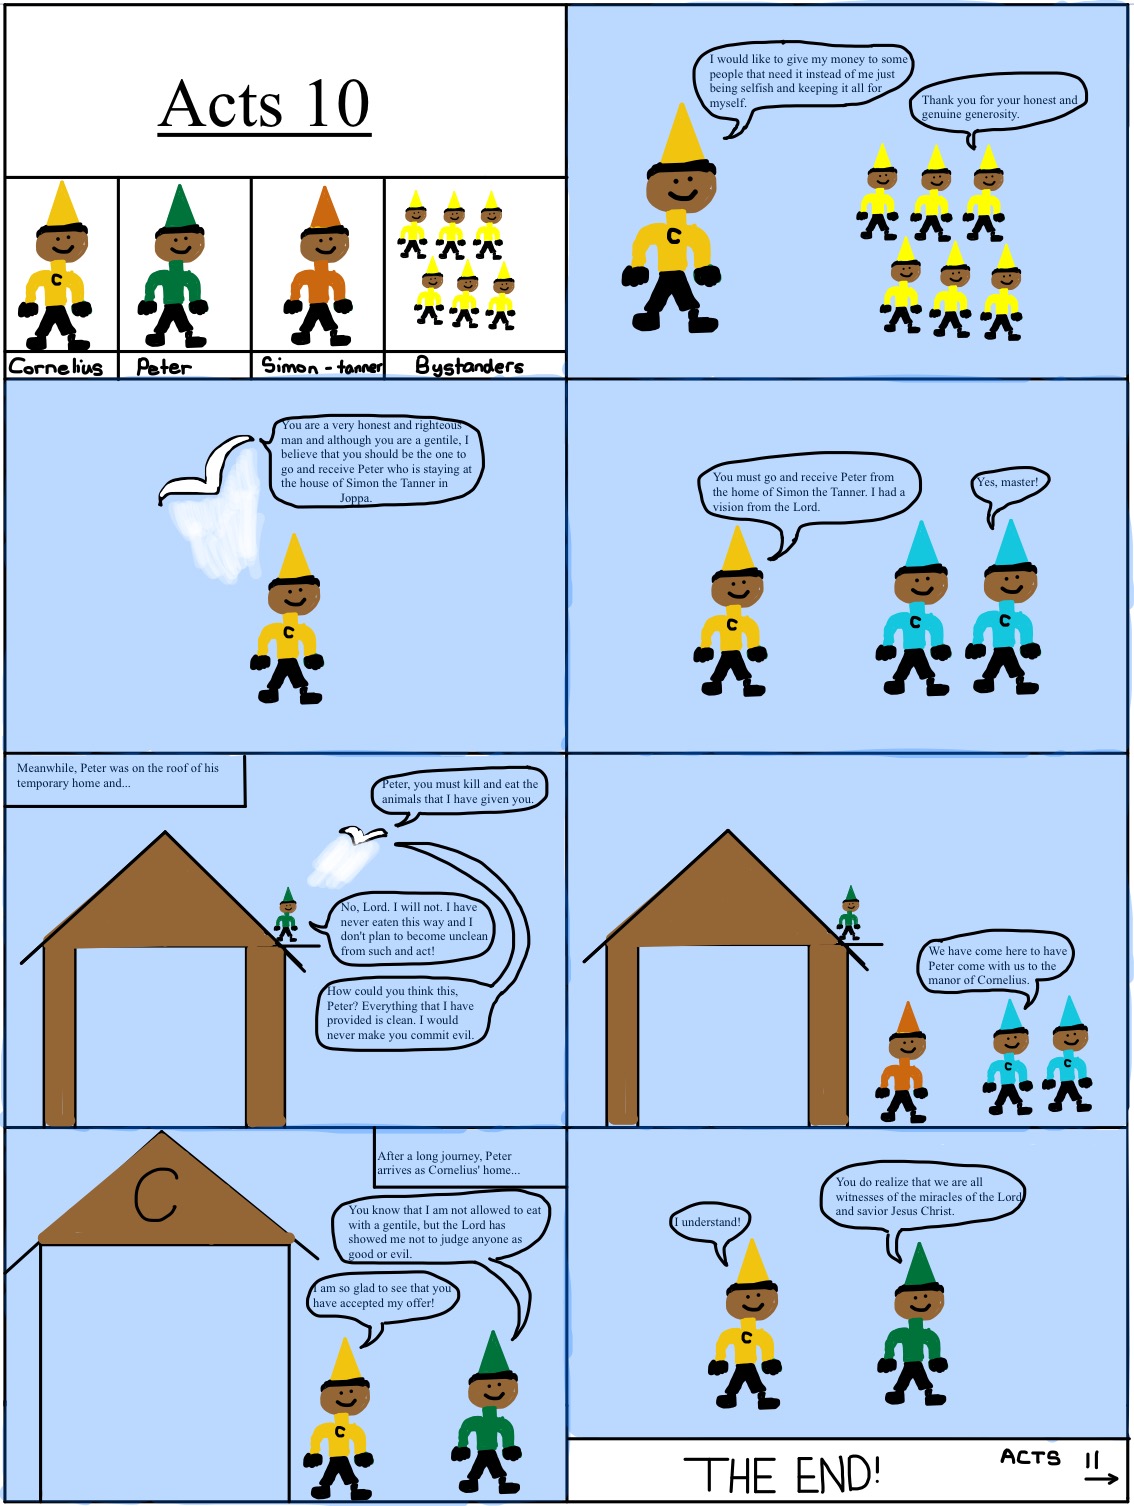 Acts 10
Cornelius
Peter
Simon - tanner
Bystanders
C
I would like to give my money to some
people that need it instead of me just
being selfish and keeping it all for
myself.
Thank you for your honest and
genuine generosity.
C
You are a very honest and righteous
man and although you are a gentile, I
believe that you should be the one to
go and receive Peter who is staying at
the house of Simon the Tanner in
Joppa.
C
You must go and receive Peter from
the home of Simon the Tanner. I had a
vision from the Lord.
Yes, master!
C
C
C
Meanwhile, Peter was on the roof of his
temporary home and...
Peter, you must kill and eat the
animals that I have given you.
No, Lord. I will not. I have
never eaten this way and I
don't plan to become unclean
from such and act!
How could you think this,
Peter? Everything that I have
provided is clean. I would
never make you commit evil.
We have come here to have
Peter come with us to the
manor of Cornelius.
C
C
C
After a long journey, Peter
arrives as Cornelius' home...
You know that I am not allowed to eat
with a gentile, but the Lord has
showed me not to judge anyone as
good or evil.
I am so glad to see that you
have accepted my offer!
C
You do realize that we are all
witnesses of the miracles of the Lord
and savior Jesus Christ.
I understand!
C
THE END!
ACTS 11